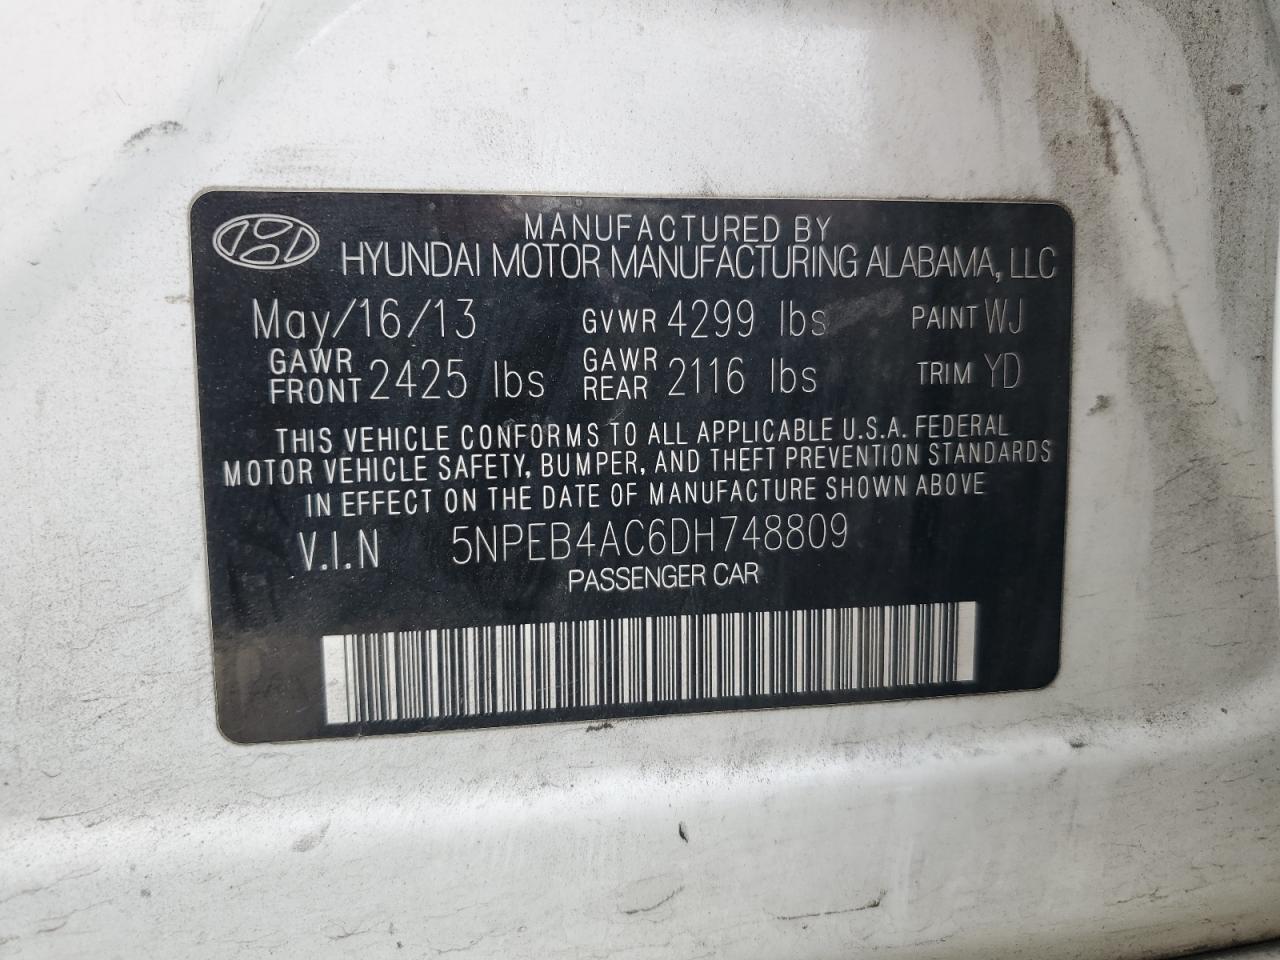 MANUFACTURED BY
HYUNDAI MOTOR MANUFACTURING ALABAMA, LLC
May/16/13 GVWR 4299 lbs PAINT WJ
GAWR FRONT 2425 lbs GAWR REAR 2116 lbs TRIM YD
THIS VEHICLE CONFORMS TO ALL APPLICABLE U.S.A. FEDERAL
MOTOR VEHICLE SAFETY, BUMPER, AND THEFT PREVENTION STANDARDS
IN EFFECT ON THE DATE OF MANUFACTURE SHOWN ABOVE
V.I.N 5NPEB4AC6DH748809
PASSENGER CAR